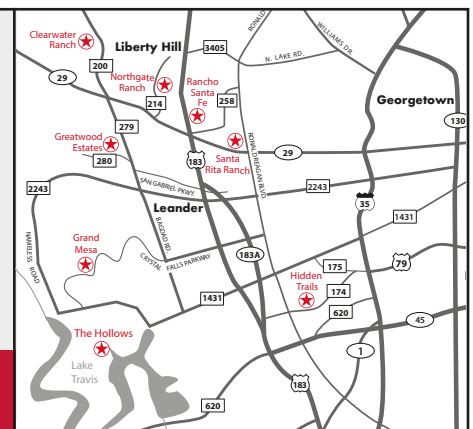 Clearwater
Ranch
Liberty Hill
RONALD
WILLIAMS DR.
3405
N. LAKE RD.
200
29
Northgate
Ranch
Rancho
Santa
Fe
214
258
Georgetown
130
279
Greatwood
Estates
280
183
Santa
Rita Ranch
RONALD REAGAN BLVD.
29
2243
SAN GABRIEL PKWY.
2243
Leander
35
1431
NAMELESS ROAD
BAGDAD RD.
Grand
Mesa
CRYSTAL FALLS PARKWAY
183A
175
79
Hidden
Trails
174
1431
620
45
The Hollows
Lake
Travis
1
183
620